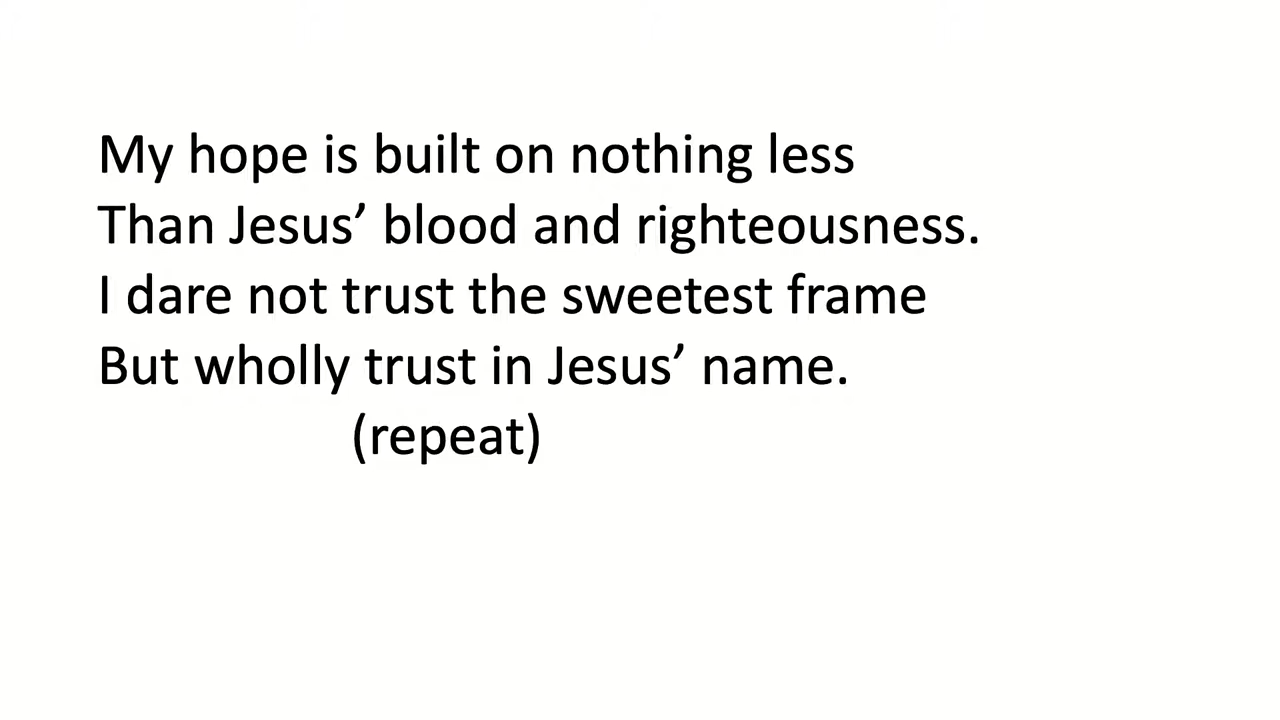 My hope is built on nothing less
Than Jesus’ blood and righteousness.
I dare not trust the sweetest frame
But wholly trust in Jesus’ name.
(repeat)